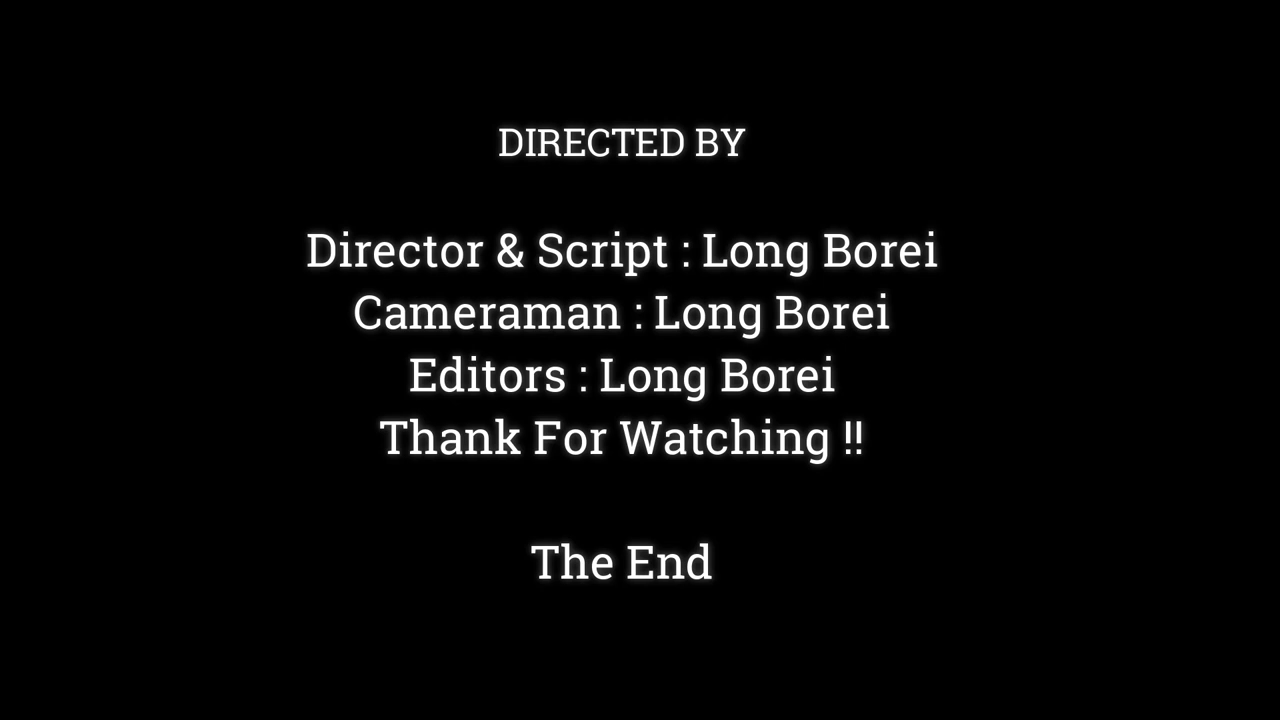 DIRECTED BY
Director & Script : Long Borei
Cameraman : Long Borei
Editors : Long Borei
Thank For Watching !!
The End